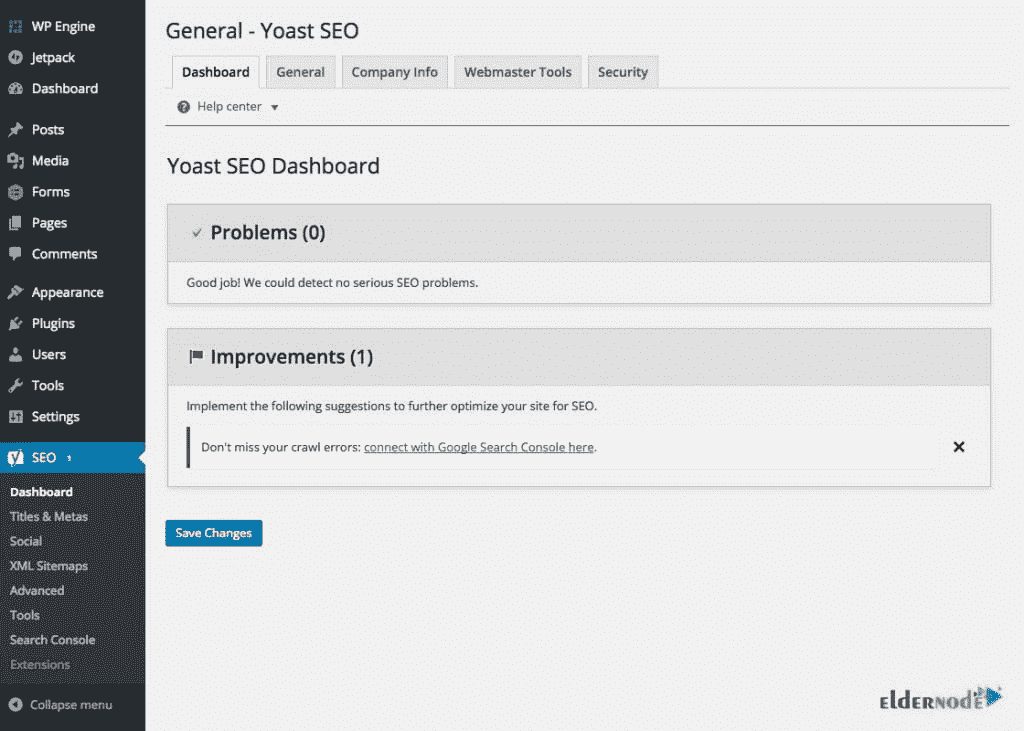 WP Engine
Jetpack
Dashboard
Posts
Media
Forms
Pages
Comments
Appearance
Plugins
Users
Tools
Settings
SEO 1
Dashboard
Titles & Metas
Social
XML Sitemaps
Advanced
Tools
Search Console
Extensions
Collapse menu
General - Yoast SEO
Dashboard General Company Info Webmaster Tools Security
Help center
Yoast SEO Dashboard
Problems (0)
Good job! We could detect no serious SEO problems.
Improvements (1)
Implement the following suggestions to further optimize your site for SEO.
Don't miss your crawl errors: connect with Google Search Console here.
Save Changes
ElderNode